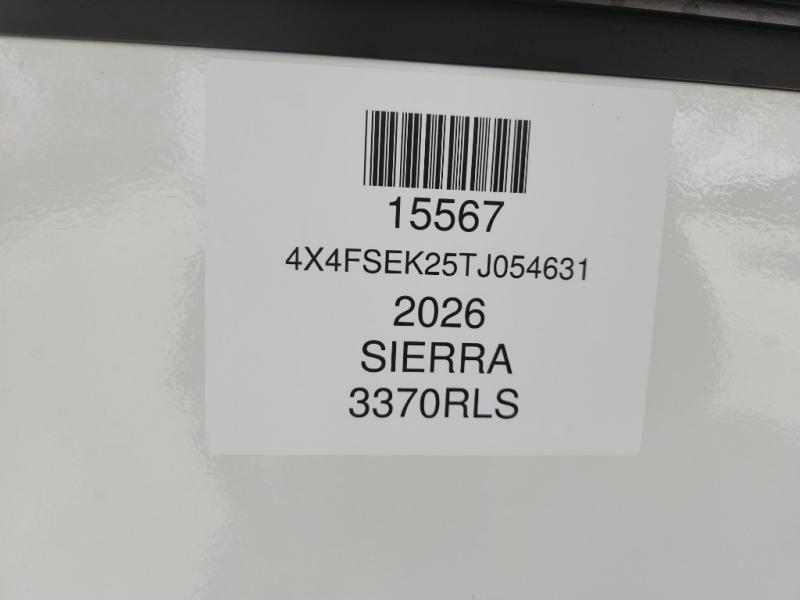 15567
4X4FSEK25TJ054631
2026
SIERRA
3370RLS